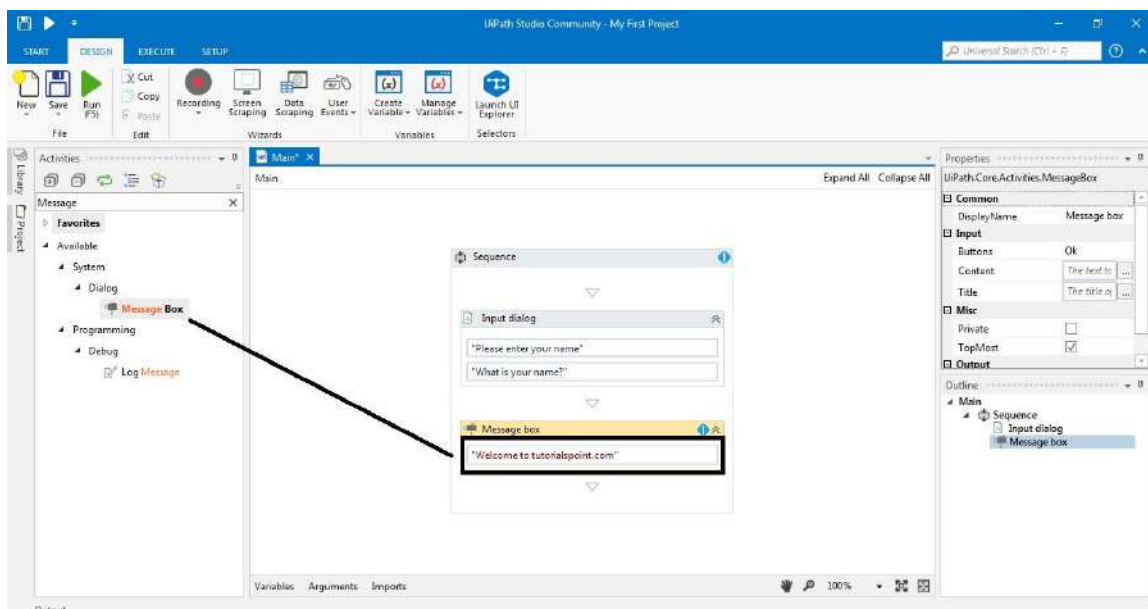 UiPath Studio Community - My First Project
START DESIGN EXECUTE SETUP
Universal Search (Ctrl + F)
New Save Run (F5)
Cut
Copy
Paste
Recording
Screen Scraping
Data Scraping
User Events
Create Variable
Manage Variables
Launch UI Explorer
File Edit Wizards Variables Selectors
Library
Project
Activities
Message
Favorites
Available
System
Dialog
Message Box
Programming
Debug
Log Message
Main*
Main
Expand All Collapse All
Sequence
Input dialog
"Please enter your name"
"What is your name?"
Message box
"Welcome to tutorialspoint.com"
Variables Arguments Imports
100%
Properties
UiPath.Core.Activities.MessageBox
Common
DisplayName Message box
Input
Buttons Ok
Content The text to ...
Title The title o ...
Misc
Private
TopMost
Output
Outline
Main
Sequence
Input dialog
Message box